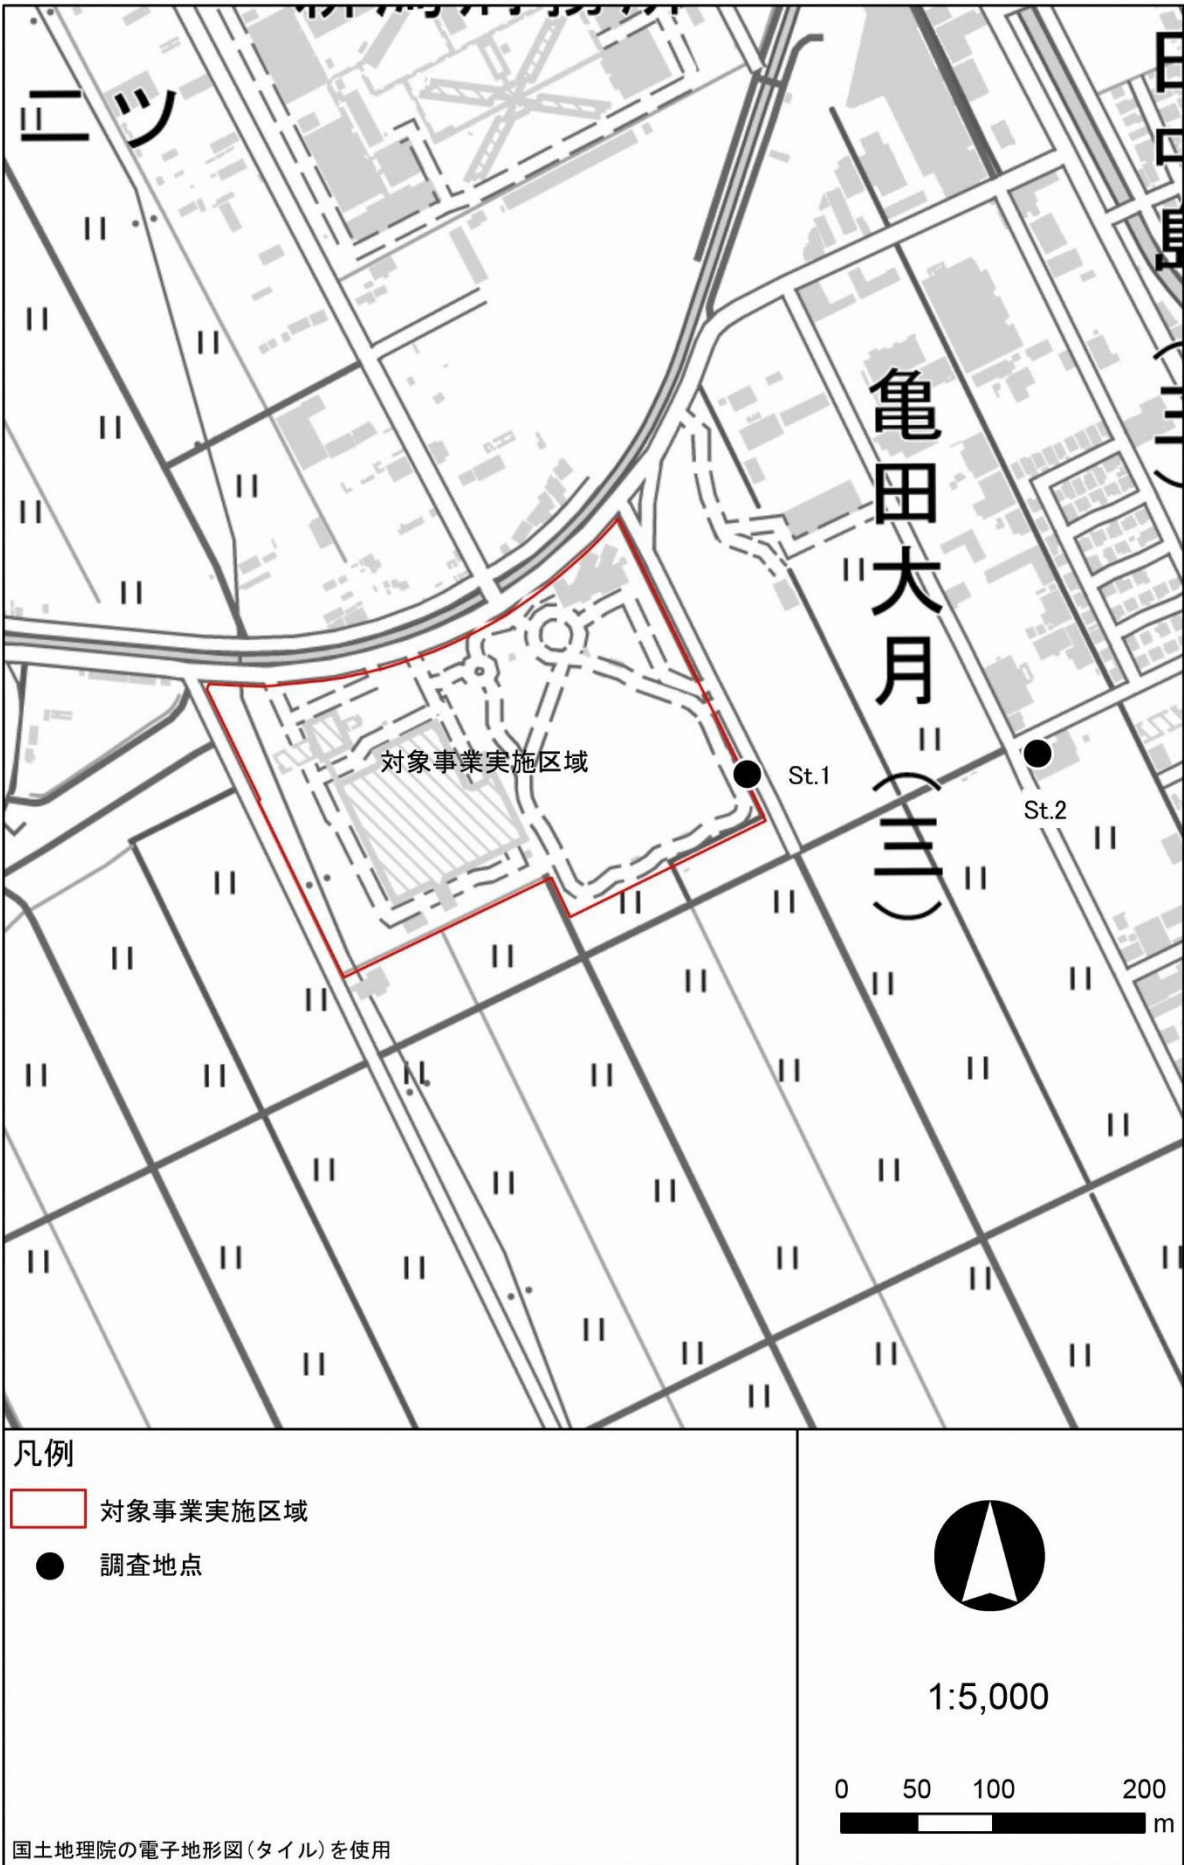 二ツ
亀田大月(三)
対象事業実施区域
St.1
St.2
凡例
対象事業実施区域
調査地点
1:5,000
0 50 100 200
m
国土地理院の電子地形図(タイル)を使用